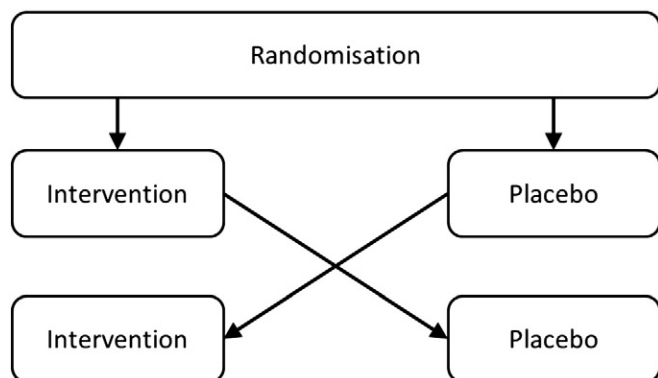 Randomisation
Intervention
Placebo
Intervention
Placebo